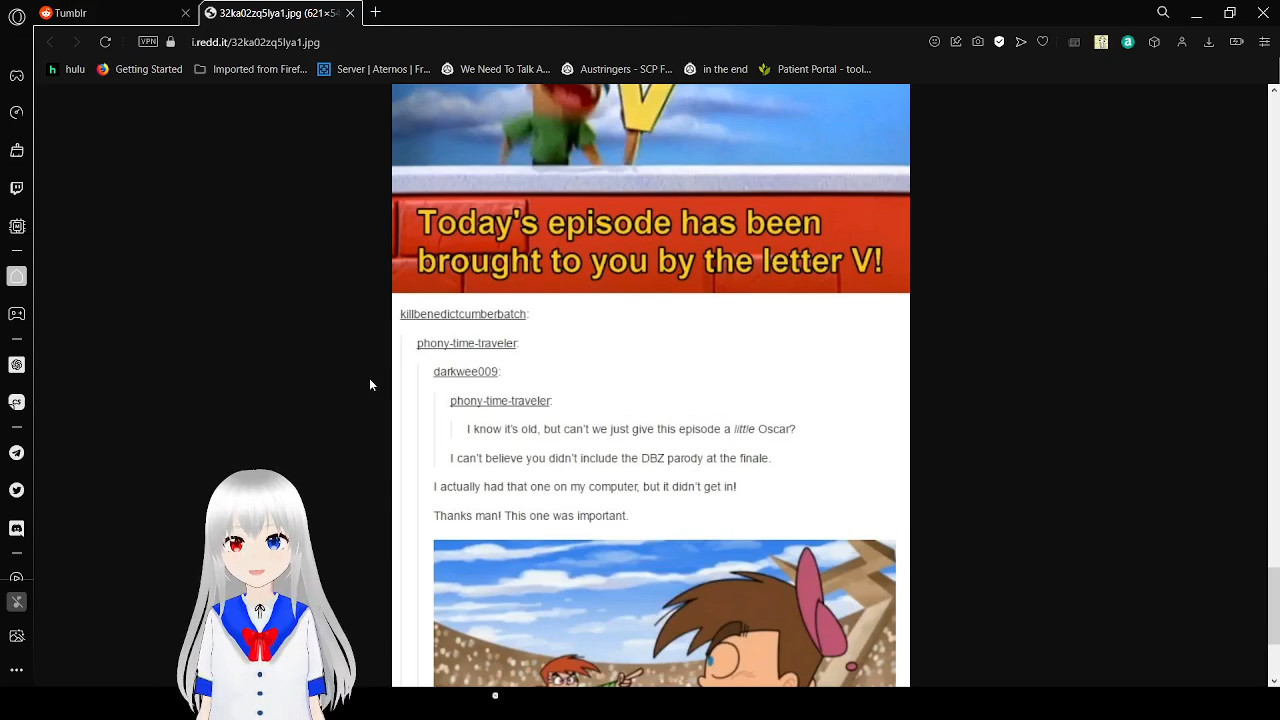 Tumblr
32ka02zq5lya1.jpg (621×54
VPN
i.redd.it/32ka02zq5lya1.jpg
h hulu
Getting Started
Imported from Firef...
Server | Aternos | Fr...
We Need To Talk A...
Austringers - SCP F...
in the end
Patient Portal - tool...
V
Today's episode has been
brought to you by the letter V!
killbenedictcumberbatch:
phony-time-traveler:
darkwee009:
phony-time-traveler:
I know it's old, but can't we just give this episode a little Oscar?
I can't believe you didn't include the DBZ parody at the finale.
I actually had that one on my computer, but it didn't get in!
Thanks man! This one was important.